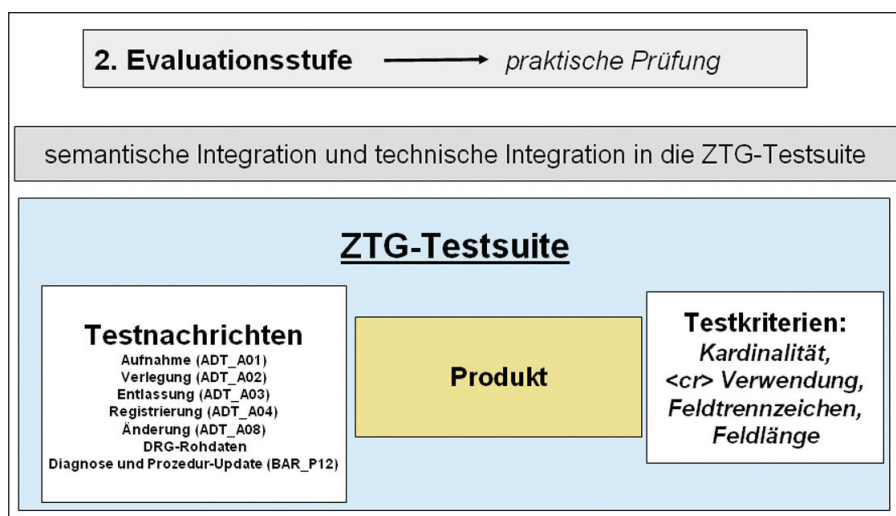 2. Evaluationsstufe praktische Prüfung
semantische Integration und technische Integration in die ZTG-Testsuite
ZTG-Testsuite
Testnachrichten
Aufnahme (ADT_A01)
Verlegung (ADT_A02)
Entlassung (ADT_A03)
Registrierung (ADT_A04)
Änderung (ADT_A08)
DRG-Rohdaten
Diagnose und Prozedur-Update (BAR_P12)
Produkt
Testkriterien:
Kardinalität,
<cr> Verwendung,
Feldtrennzeichen,
Feldlänge